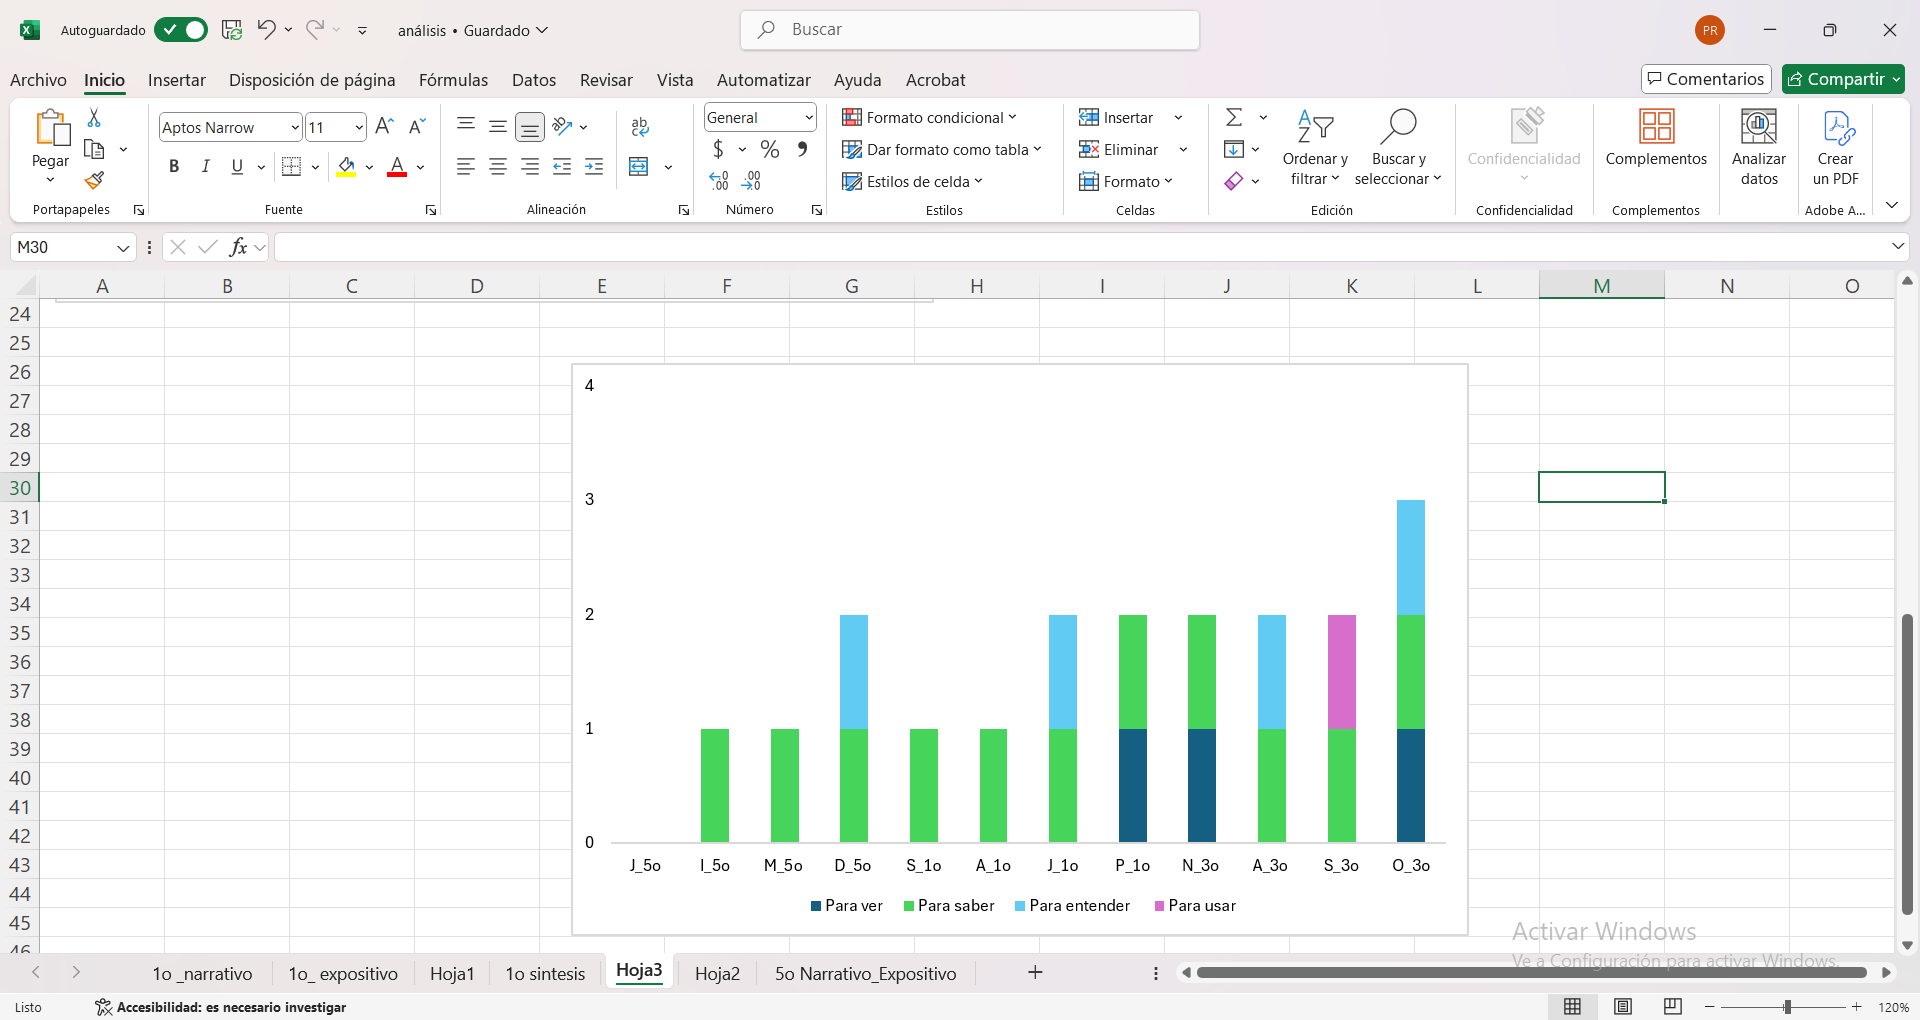 Autoguardado
análisis • Guardado
Buscar
PR
Archivo Inicio Insertar Disposición de página Fórmulas Datos Revisar Vista Automatizar Ayuda Acrobat
Comentarios Compartir
Pegar
Portapapeles
Aptos Narrow 11
N K S
Fuente
ab
Alineación
General
$ % ,
Número
Formato condicional
Dar formato como tabla
Estilos de celda
Estilos
Insertar
Eliminar
Formato
Celdas
Ordenar y
filtrar
Buscar y
seleccionar
Edición
Confidencialidad
Confidencialidad
Complementos
Complementos
Analizar
datos
Crear
un PDF
Adobe A...
M30
fx
A B C D E F G H I J K L M N O
24
25
26
27
28
29
30
31
32
33
34
35
36
37
38
39
40
41
42
43
44
45
46
4
3
2
1
0
J_5o I_5o M_5o D_5o S_1o A_1o J_1o P_1o N_3o A_3o S_3o O_3o
Para ver Para saber Para entender Para usar
Activar Windows
Ve a Configuración para activar Windows.
1o _narrativo 1o_ expositivo Hoja1 1o sintesis Hoja3 Hoja2 5o Narrativo_Expositivo
Listo
Accesibilidad: es necesario investigar
120%